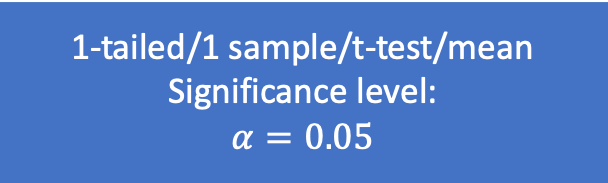 1-tailed/1 sample/t-test/mean
Significance level:
𝛼 = 0.05